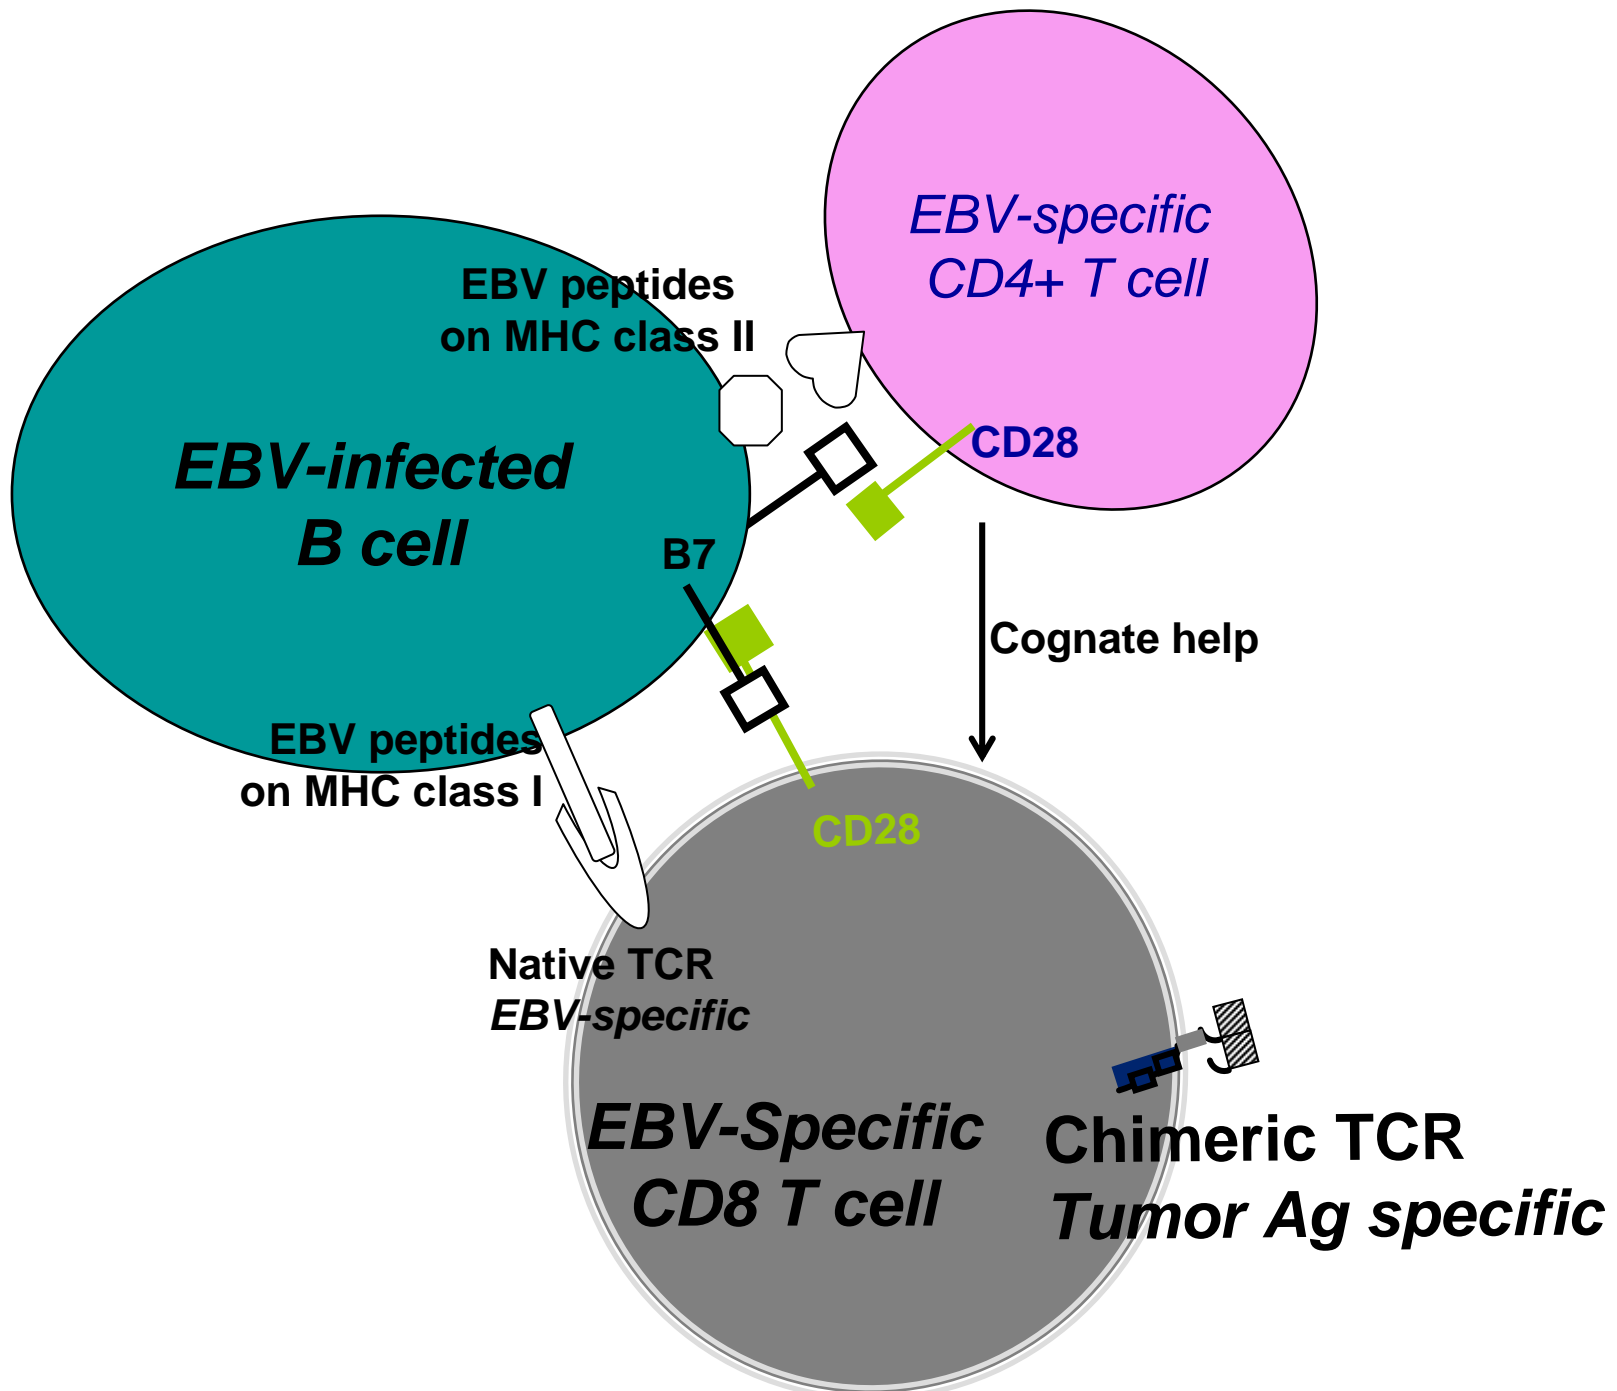 EBV-specific
CD4+ T cell
EBV peptides
on MHC class II
CD28
EBV-infected
B cell
B7
Cognate help
EBV peptides
on MHC class I
CD28
Native TCR
EBV-specific
EBV-Specific
CD8 T cell
Chimeric TCR
Tumor Ag specific